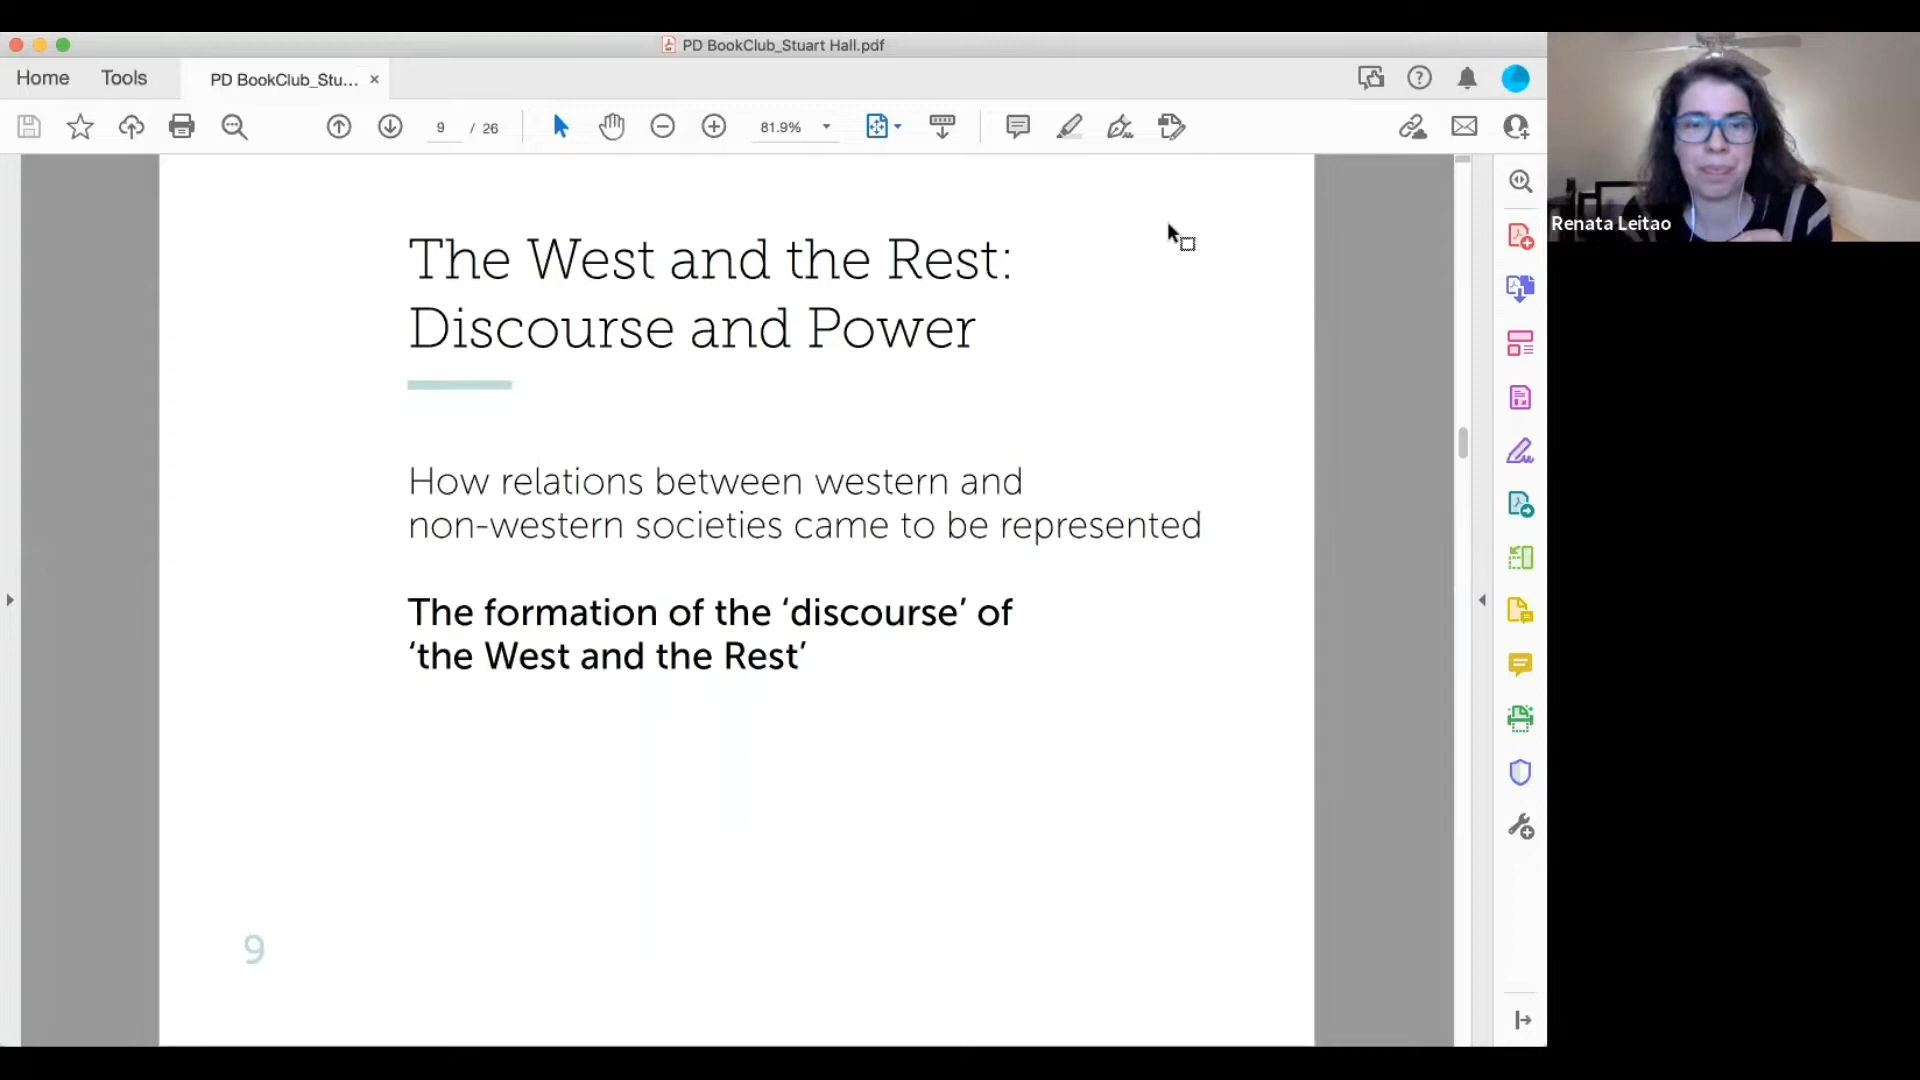 PD BookClub_Stuart Hall.pdf
Home
Tools
PD BookClub_Stu... ×
9 / 26
81.9%
The West and the Rest:
Discourse and Power
How relations between western and
non-western societies came to be represented
The formation of the ‘discourse’ of
‘the West and the Rest’
9
Renata Leitao